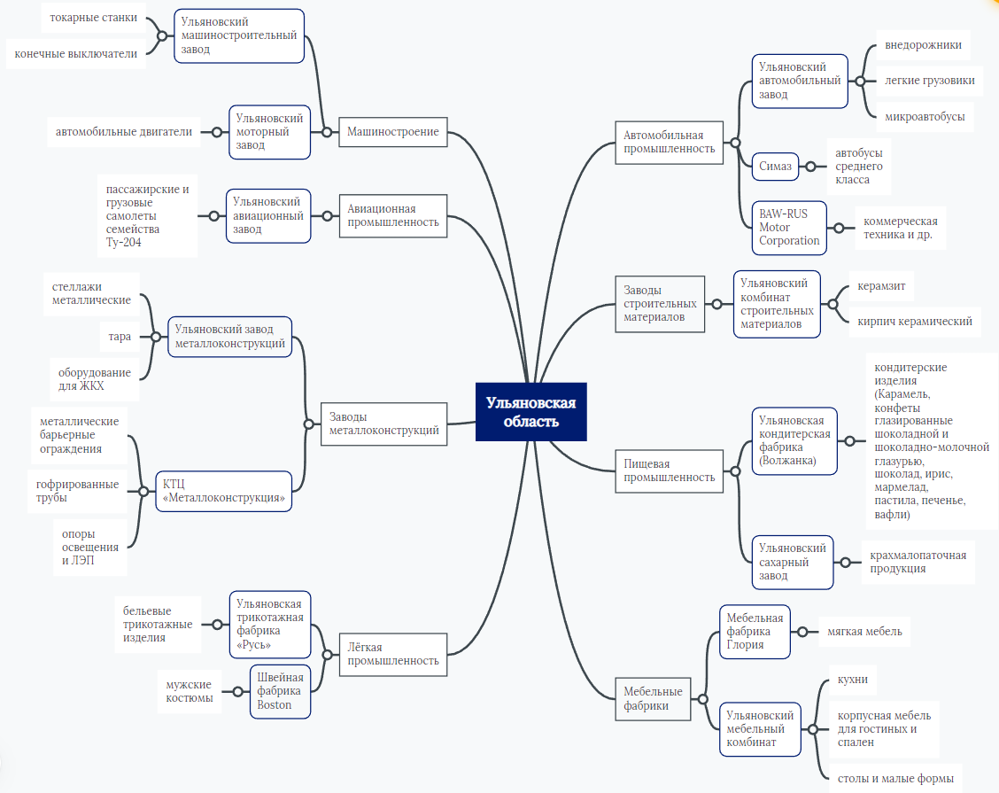 Ульяновская
область
Машиностроение
Ульяновский
машиностроительный
завод
токарные станки
конечные выключатели
Ульяновский
моторный
завод
автомобильные двигатели
Авиационная
промышленность
Ульяновский
авиационный
завод
пассажирские и
грузовые
самолеты
семейства
Ту-204
Заводы
металлоконструкций
Ульяновский завод
металлоконструкций
стеллажи
металлические
тара
оборудование
для ЖКХ
КТЦ
«Металлоконструкция»
металлические
барьерные
ограждения
гофрированные
трубы
опоры
освещения
и ЛЭП
Лёгкая
промышленность
Ульяновская
трикотажная
фабрика
«Русь»
бельевые
трикотажные
изделия
Швейная
фабрика
Boston
мужские
костюмы
Автомобильная
промышленность
Ульяновский
автомобильный
завод
внедорожники
легкие грузовики
микроавтобусы
Симаз
автобусы
среднего
класса
BAW-RUS
Motor
Corporation
коммерческая
техника и др.
Заводы
строительных
материалов
Ульяновский
комбинат
строительных
материалов
керамзит
кирпич керамический
Пищевая
промышленность
Ульяновская
кондитерская
фабрика
(Волжанка)
кондитерские
изделия
(Карамель,
конфеты
глазированные
шоколадной и
шоколадно-молочной
глазурью,
шоколад, ирис,
мармелад,
пастила, печенье,
вафли)
Ульяновский
сахарный
завод
крахмалопаточная
продукция
Мебельные
фабрики
Мебельная
фабрика
Глория
мягкая мебель
Ульяновский
мебельный
комбинат
кухни
корпусная мебель
для гостиных и
спален
столы и малые формы